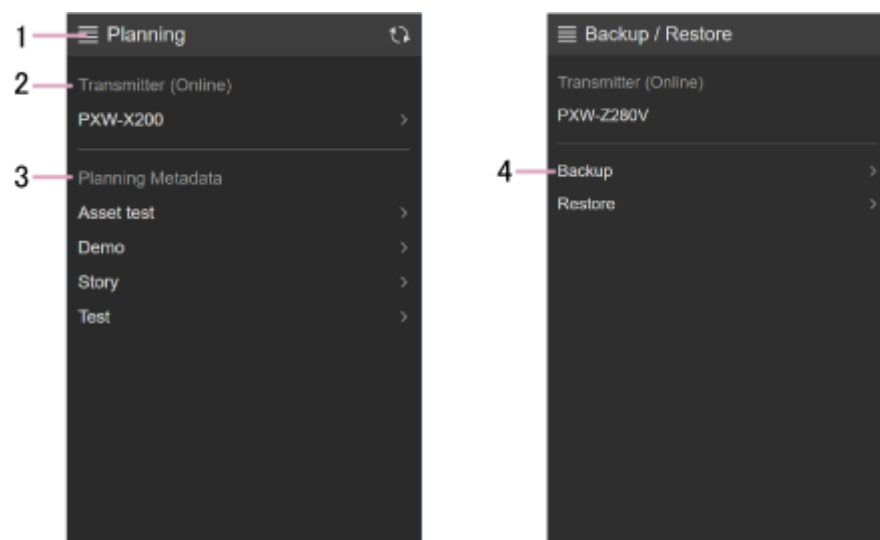 1
Planning
2
Transmitter (Online)
PXW-X200
3
Planning Metadata
Asset test
Demo
Story
Test
Backup / Restore
Transmitter (Online)
PXW-Z280V
4
Backup
Restore